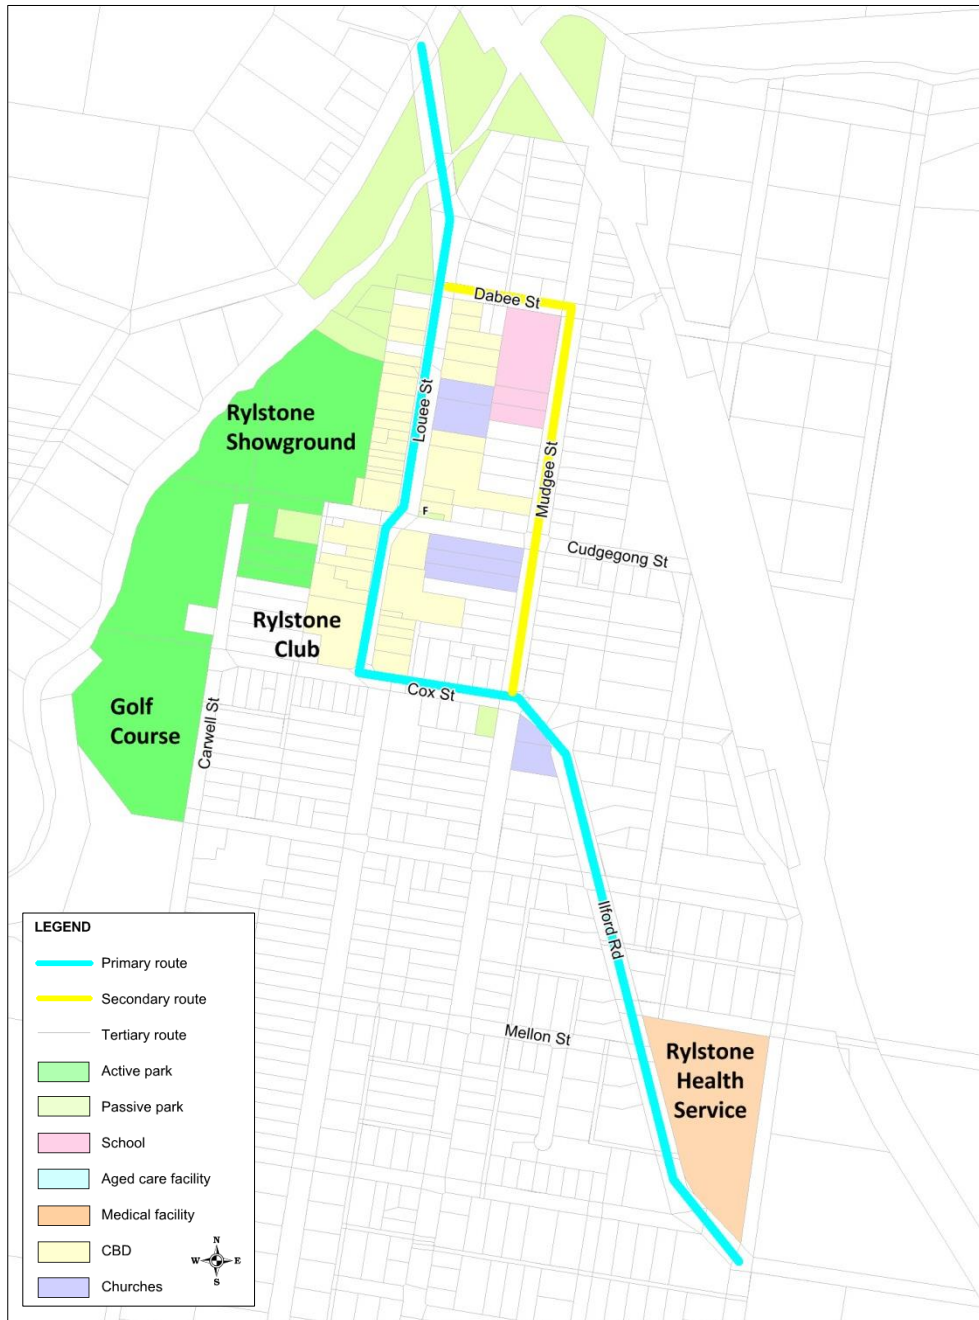 Dabee St
Louee St
Rylstone
Showground
Mudgee St
F
Cudgegong St
Rylstone
Club
Cox St
Golf
Course
Carwell St
Ilford Rd
Mellon St
Rylstone
Health
Service
LEGEND
Primary route
Secondary route
Tertiary route
Active park
Passive park
School
Aged care facility
Medical facility
CBD
Churches
N
W E
S